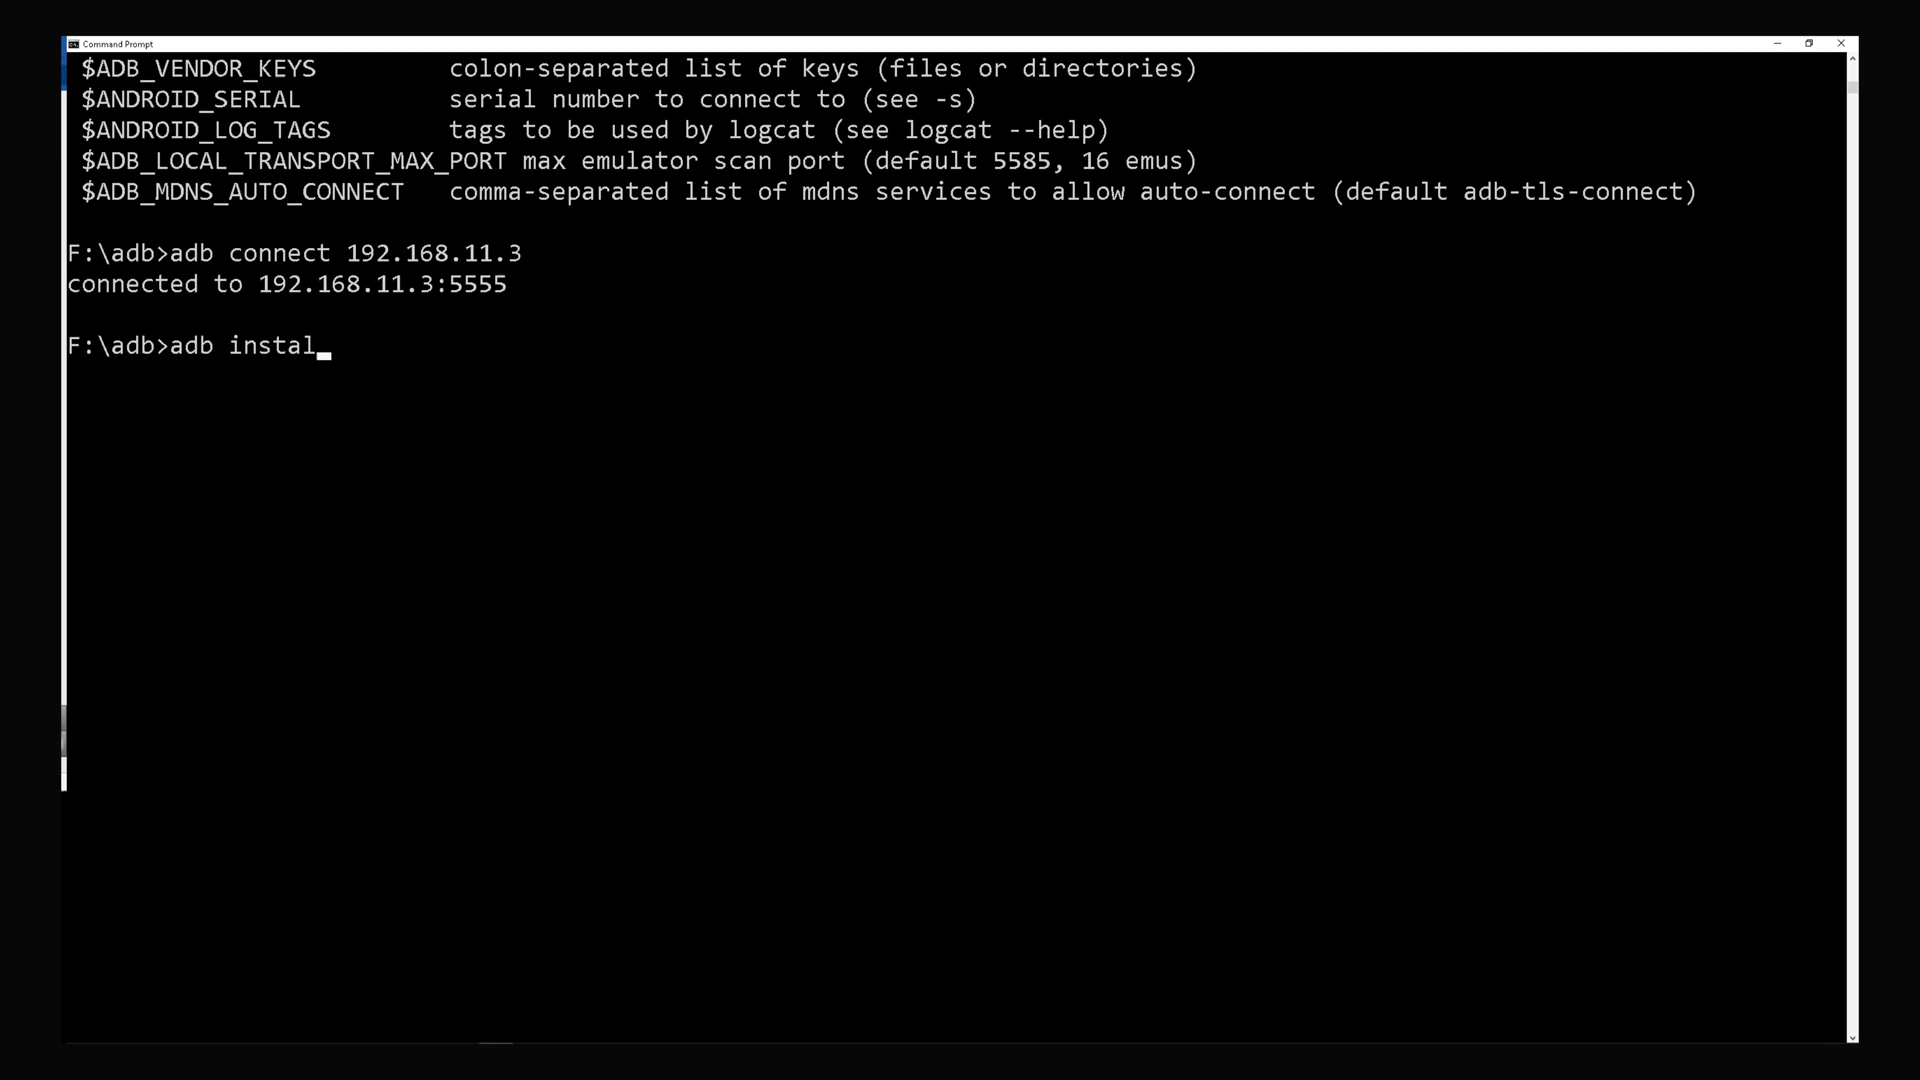 Command Prompt
$ADB_VENDOR_KEYS colon-separated list of keys (files or directories)
$ANDROID_SERIAL serial number to connect to (see -s)
$ANDROID_LOG_TAGS tags to be used by logcat (see logcat --help)
$ADB_LOCAL_TRANSPORT_MAX_PORT max emulator scan port (default 5585, 16 emus)
$ADB_MDNS_AUTO_CONNECT comma-separated list of mdns services to allow auto-connect (default adb-tls-connect)
F:\adb>adb connect 192.168.11.3
connected to 192.168.11.3:5555
F:\adb>adb instal